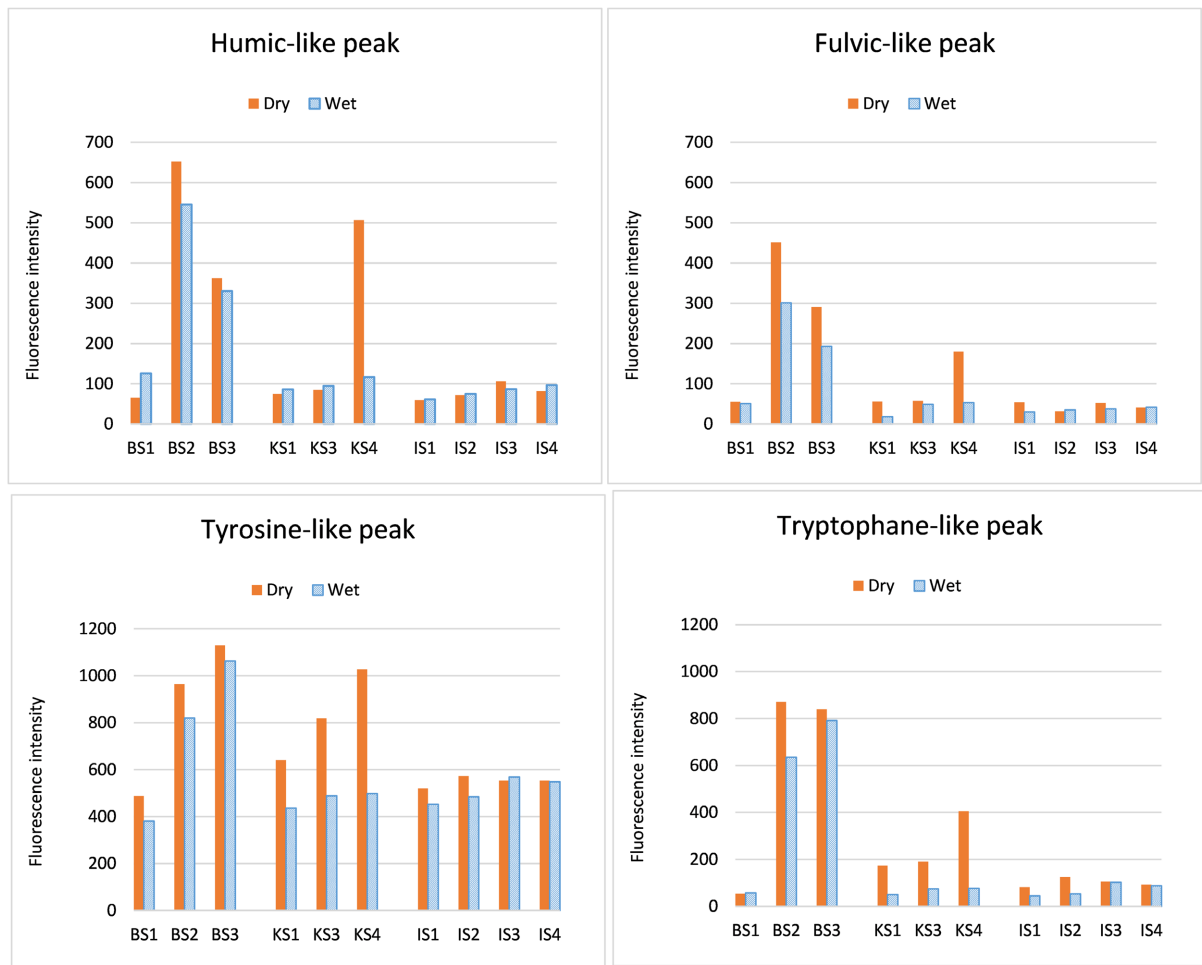 Humic-like peak
Dry Wet
Fluorescence intensity
700
600
500
400
300
200
100
0
BS1 BS2 BS3 KS1 KS3 KS4 IS1 IS2 IS3 IS4
Fulvic-like peak
Dry Wet
Fluorescence intensity
700
600
500
400
300
200
100
0
BS1 BS2 BS3 KS1 KS3 KS4 IS1 IS2 IS3 IS4
Tyrosine-like peak
Dry Wet
Fluorescence intensity
1200
1000
800
600
400
200
0
BS1 BS2 BS3 KS1 KS3 KS4 IS1 IS2 IS3 IS4
Tryptophane-like peak
Dry Wet
Fluorescence intensity
1200
1000
800
600
400
200
0
BS1 BS2 BS3 KS1 KS3 KS4 IS1 IS2 IS3 IS4